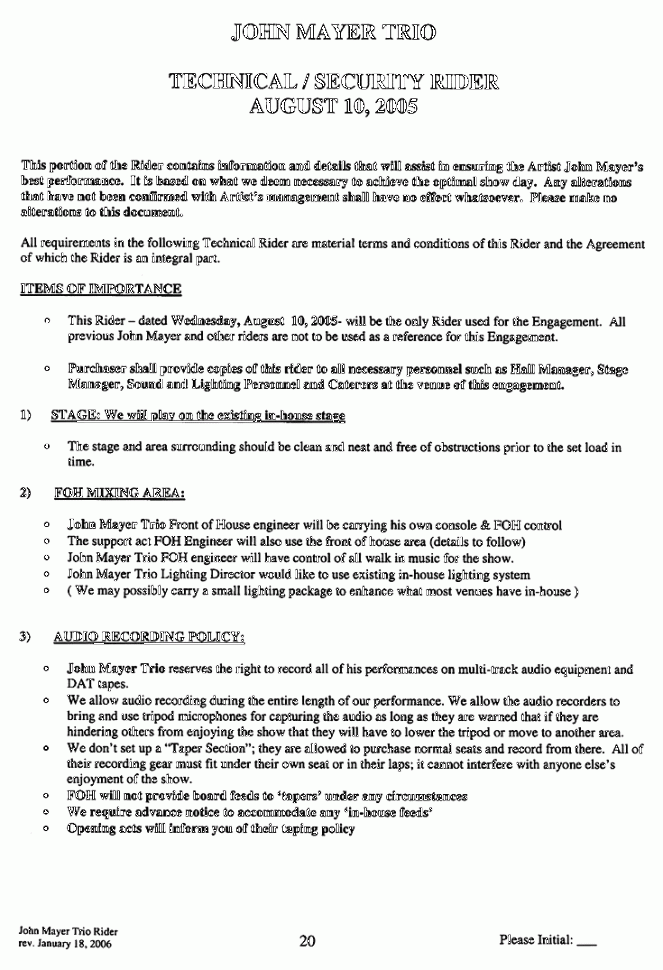 JOHN MAYER TRIO
TECHNICAL / SECURITY RIDER
AUGUST 10, 2005
This portion of the Rider contains information and details that will assist in ensuring the Artist John Mayer's
best performance. It is based on what we deem necessary to achieve the optimal show day. Any alterations
that have not been confirmed with Artist's management shall have no effect whatsoever. Please make no
alterations to this document.
All requirements in the following Technical Rider are material terms and conditions of this Rider and the Agreement
of which the Rider is an integral part.
ITEMS OF IMPORTANCE
o This Rider – dated Wednesday, August 10, 2005- will be the only Rider used for the Engagement. All
previous John Mayer and other riders are not to be used as a reference for this Engagement.
o Purchaser shall provide copies of this rider to all necessary personnel such as Hall Manager, Stage
Manager, Sound and Lighting Personnel and Caterers at the venue of this engagement.
1) STAGE: We will play on the existing in-house stage
o The stage and area surrounding should be clean and neat and free of obstructions prior to the set load in
time.
2) FOH MIXING AREA:
o John Mayer Trio Front of House engineer will be carrying his own console & FOH control
o The support act FOH Engineer will also use the front of house area (details to follow)
o John Mayer Trio FOH engineer will have control of all walk in music for the show.
o John Mayer Trio Lighting Director would like to use existing in-house lighting system
o ( We may possibly carry a small lighting package to enhance what most venues have in-house )
3) AUDIO RECORDING POLICY:
o John Mayer Trio reserves the right to record all of his performances on multi-track audio equipment and
DAT tapes.
o We allow audio recording during the entire length of our performance. We allow the audio recorders to
bring and use tripod microphones for capturing the audio as long as they are warned that if they are
hindering others from enjoying the show that they will have to lower the tripod or move to another area.
o We don't set up a "Taper Section"; they are allowed to purchase normal seats and record from there. All of
their recording gear must fit under their own seat or in their laps; it cannot interfere with anyone else's
enjoyment of the show.
o FOH will not provide board feeds to 'tapers' under any circumstances
o We require advance notice to accommodate any 'in-house feeds'
o Opening acts will inform you of their taping policy
John Mayer Trio Rider
rev. January 18, 2006
20
Please Initial: ___